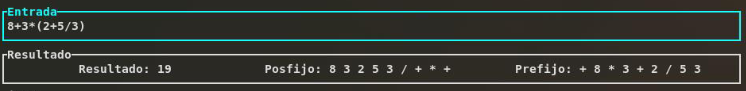 Entrada
8+3*(2+5/3)
Resultado
Resultado: 19 Posfijo: 8 3 2 5 3 / + * + Prefijo: + 8 * 3 + 2 / 5 3